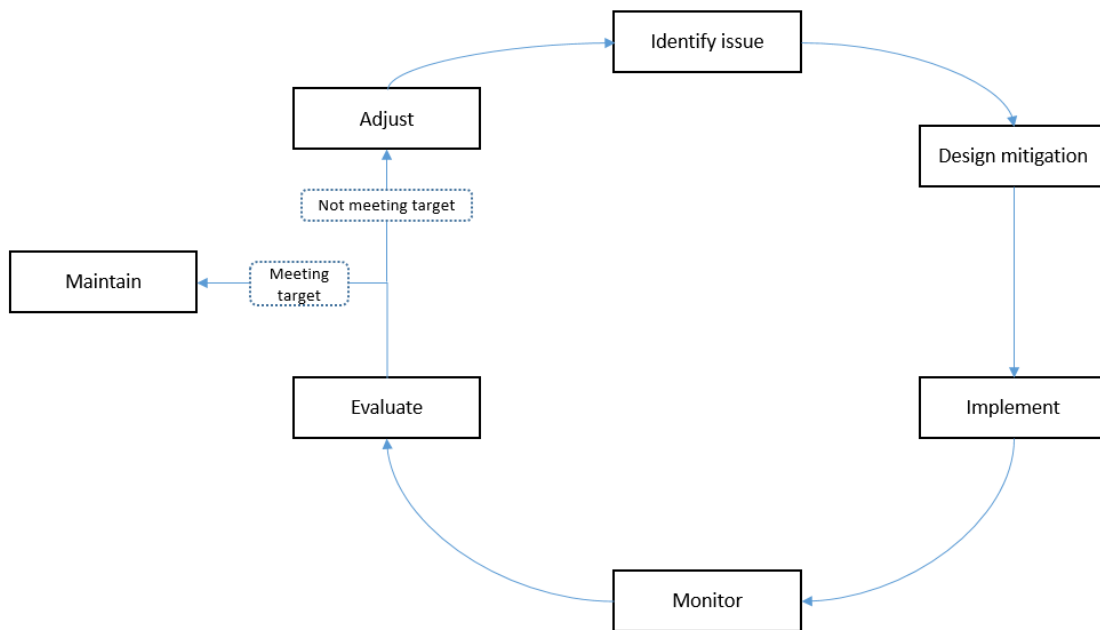 Identify issue
Adjust
Design mitigation
Not meeting target
Maintain
Meeting
target
Evaluate
Implement
Monitor